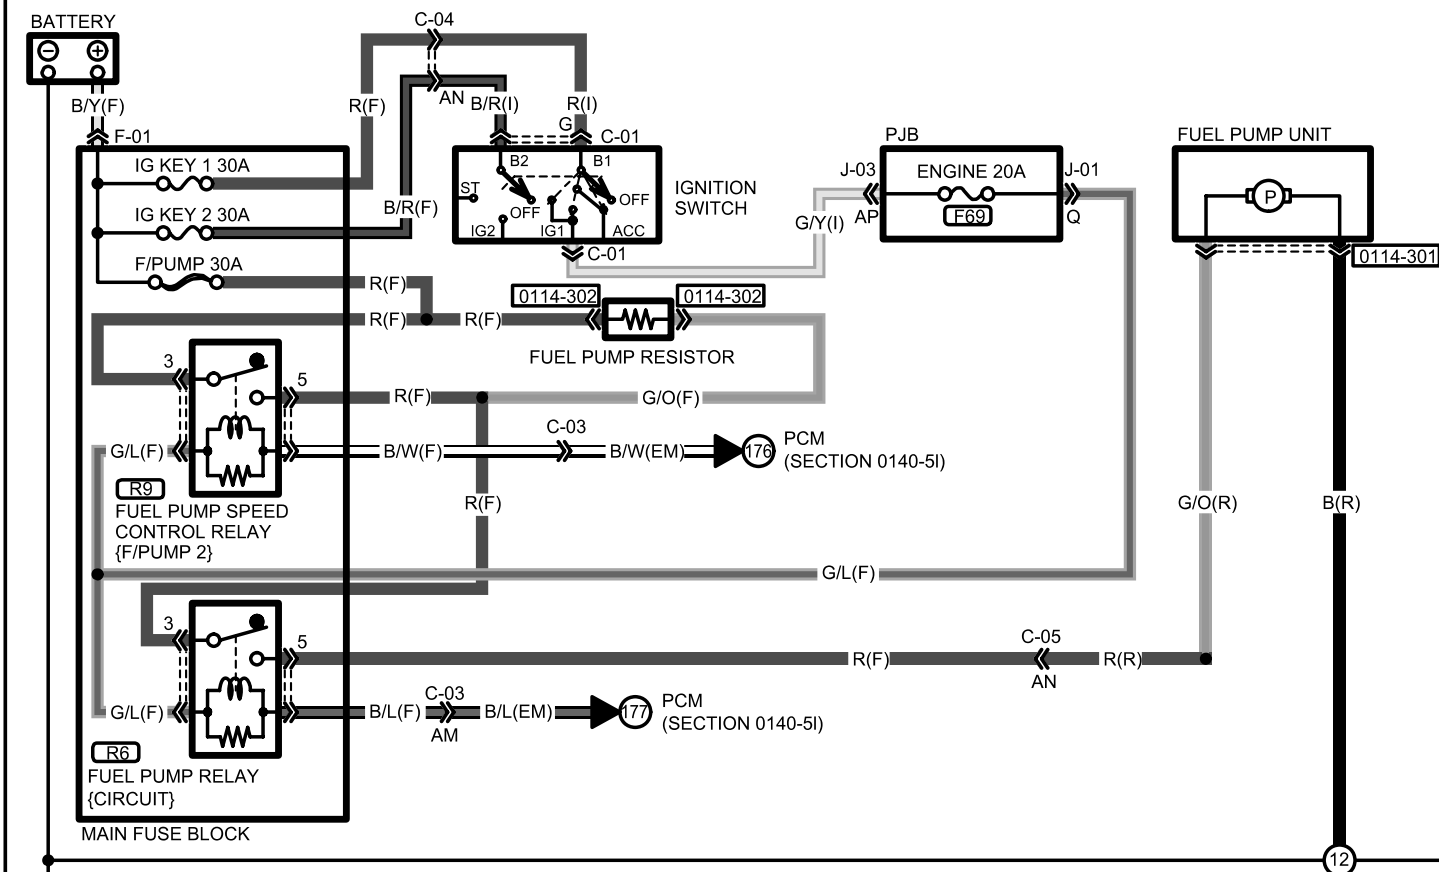 BATTERY
B/Y(F)
F-01
IG KEY 1 30A
IG KEY 2 30A
F/PUMP 30A
R(F)
B/R(F)
C-04
AN
B/R(I)
R(I)
G
C-01
B2
B1
ST
OFF
OFF
IG2
IG1
ACC
C-01
IGNITION
SWITCH
G/Y(I)
PJB
J-03
AP
ENGINE 20A
F69
J-01
Q
FUEL PUMP UNIT
P
0114-301
R(F)
R(F)
R(F)
0114-302
0114-302
FUEL PUMP RESISTOR
3
5
R(F)
G/O(F)
G/L(F)
B/W(F)
C-03
B/W(EM)
176
PCM
(SECTION 0140-5I)
R9
FUEL PUMP SPEED
CONTROL RELAY
{F/PUMP 2}
R(F)
G/O(R)
B(R)
G/L(F)
3
5
R(F)
C-05
AN
R(R)
G/L(F)
B/L(F)
C-03
AM
B/L(EM)
177
PCM
(SECTION 0140-5I)
R6
FUEL PUMP RELAY
{CIRCUIT}
MAIN FUSE BLOCK
12